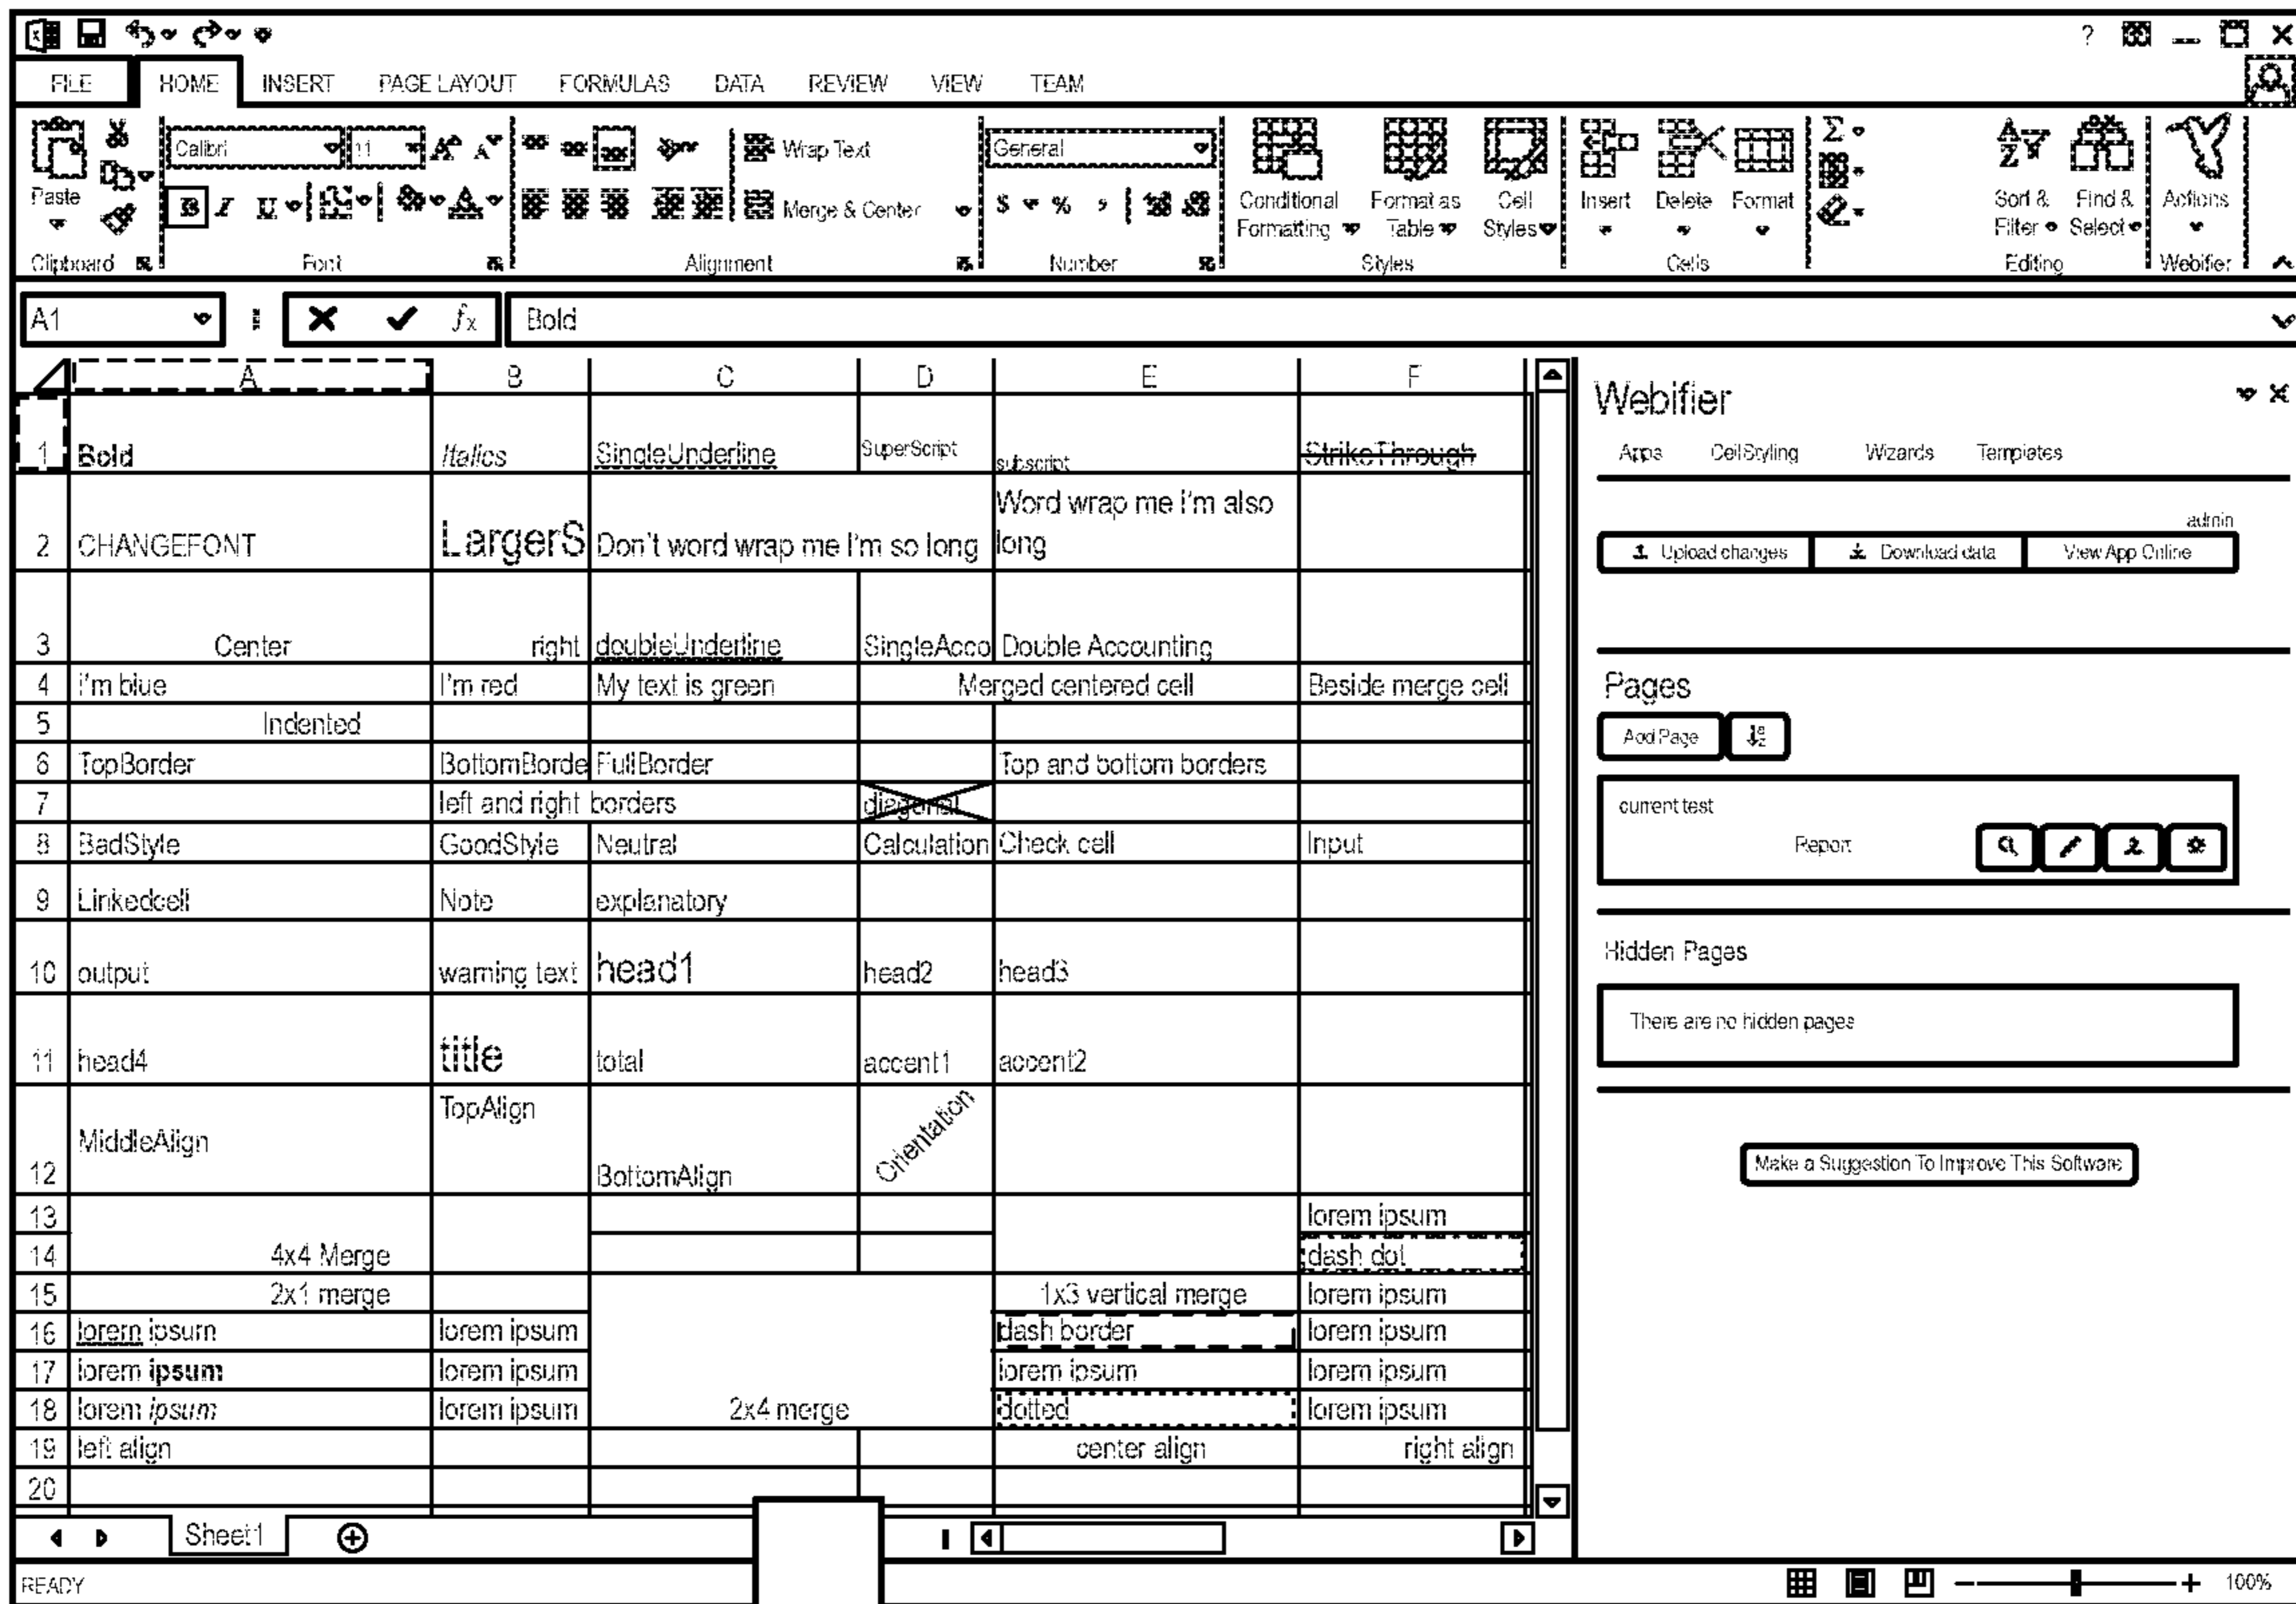 ?
FILE HOME INSERT PAGE LAYOUT FORMULAS DATA REVIEW VIEW TEAM
Calibri 11 Wrap Text General
Paste B I U Merge & Center $ % , Conditional Formatting Format as Table Cell Styles Insert Delete Format Σ Sort & Filter Find & Select Actions
Clipboard Font Alignment Number Styles Cells Editing Webifier
A1 fx Bold
A B C D E F
1 Bold Italics SingleUnderline SuperScript subscript StrikeThrough
2 CHANGEFONT LargerS Don't word wrap me I'm so long Word wrap me I'm also
long
3 Center right doubleUnderline SingleAcco Double Accounting
4 I'm blue I'm red My text is green Merged centered cell Beside merge cell
5 Indented
6 TopBorder BottomBorde FullBorder Top and bottom borders
7 left and right borders diagonal
8 BadStyle GoodStyle Neutral Calculation Check cell Input
9 Linkedcell Note explanatory
10 output warning text head1 head2 head3
11 head4 title total accent1 accent2
12 MiddleAlign TopAlign BottomAlign Orientation
13 lorem ipsum
14 4x4 Merge dash dot
15 2x1 merge 1x3 vertical merge lorem ipsum
16 lorem ipsum lorem ipsum dash border lorem ipsum
17 lorem ipsum lorem ipsum lorem ipsum lorem ipsum
18 lorem ipsum lorem ipsum 2x4 merge dotted lorem ipsum
19 left align center align right align
20
Sheet1
READY 100%
Webifier
Apps CellStyling Wizards Templates
admin
Upload changes Download data View App Online
Pages
Add Page
current test
Report
Hidden Pages
There are no hidden pages
Make a Suggestion To Improve This Software